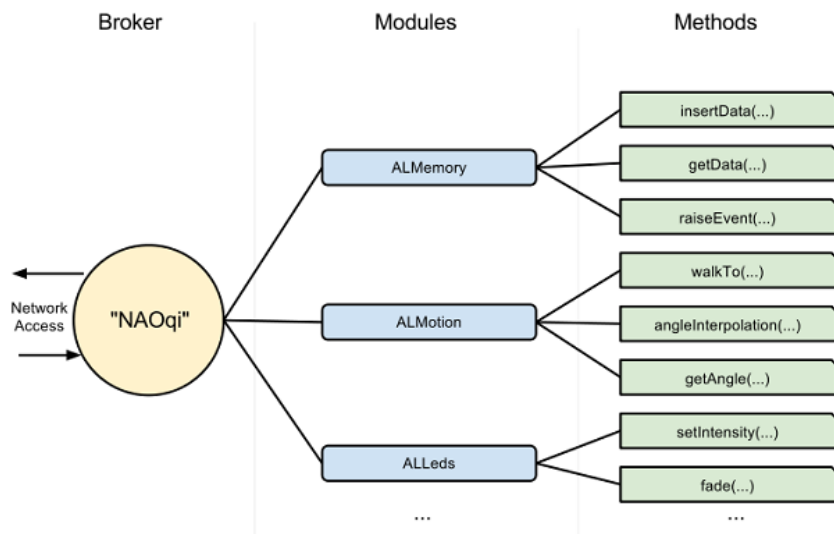 Broker
Modules
Methods
insertData(...)
ALMemory
getData(...)
raiseEvent(...)
walkTo(...)
Network
Access
"NAOqi"
ALMotion
angleInterpolation(...)
getAngle(...)
setIntensity(...)
ALLeds
fade(...)
...
...